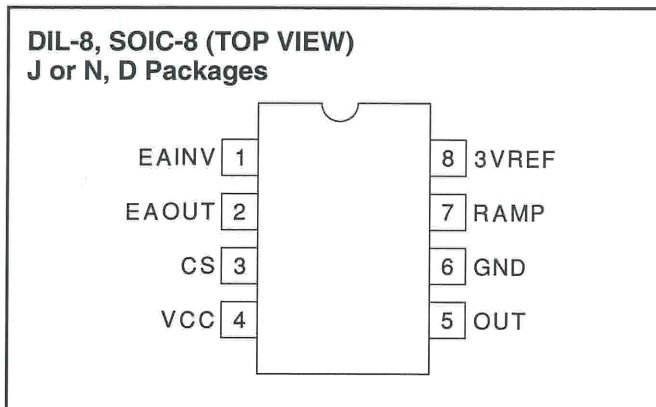 DIL-8, SOIC-8 (TOP VIEW)
J or N, D Packages
EAINV 1 8 3VREF
EAOUT 2 7 RAMP
CS 3 6 GND
VCC 4 5 OUT